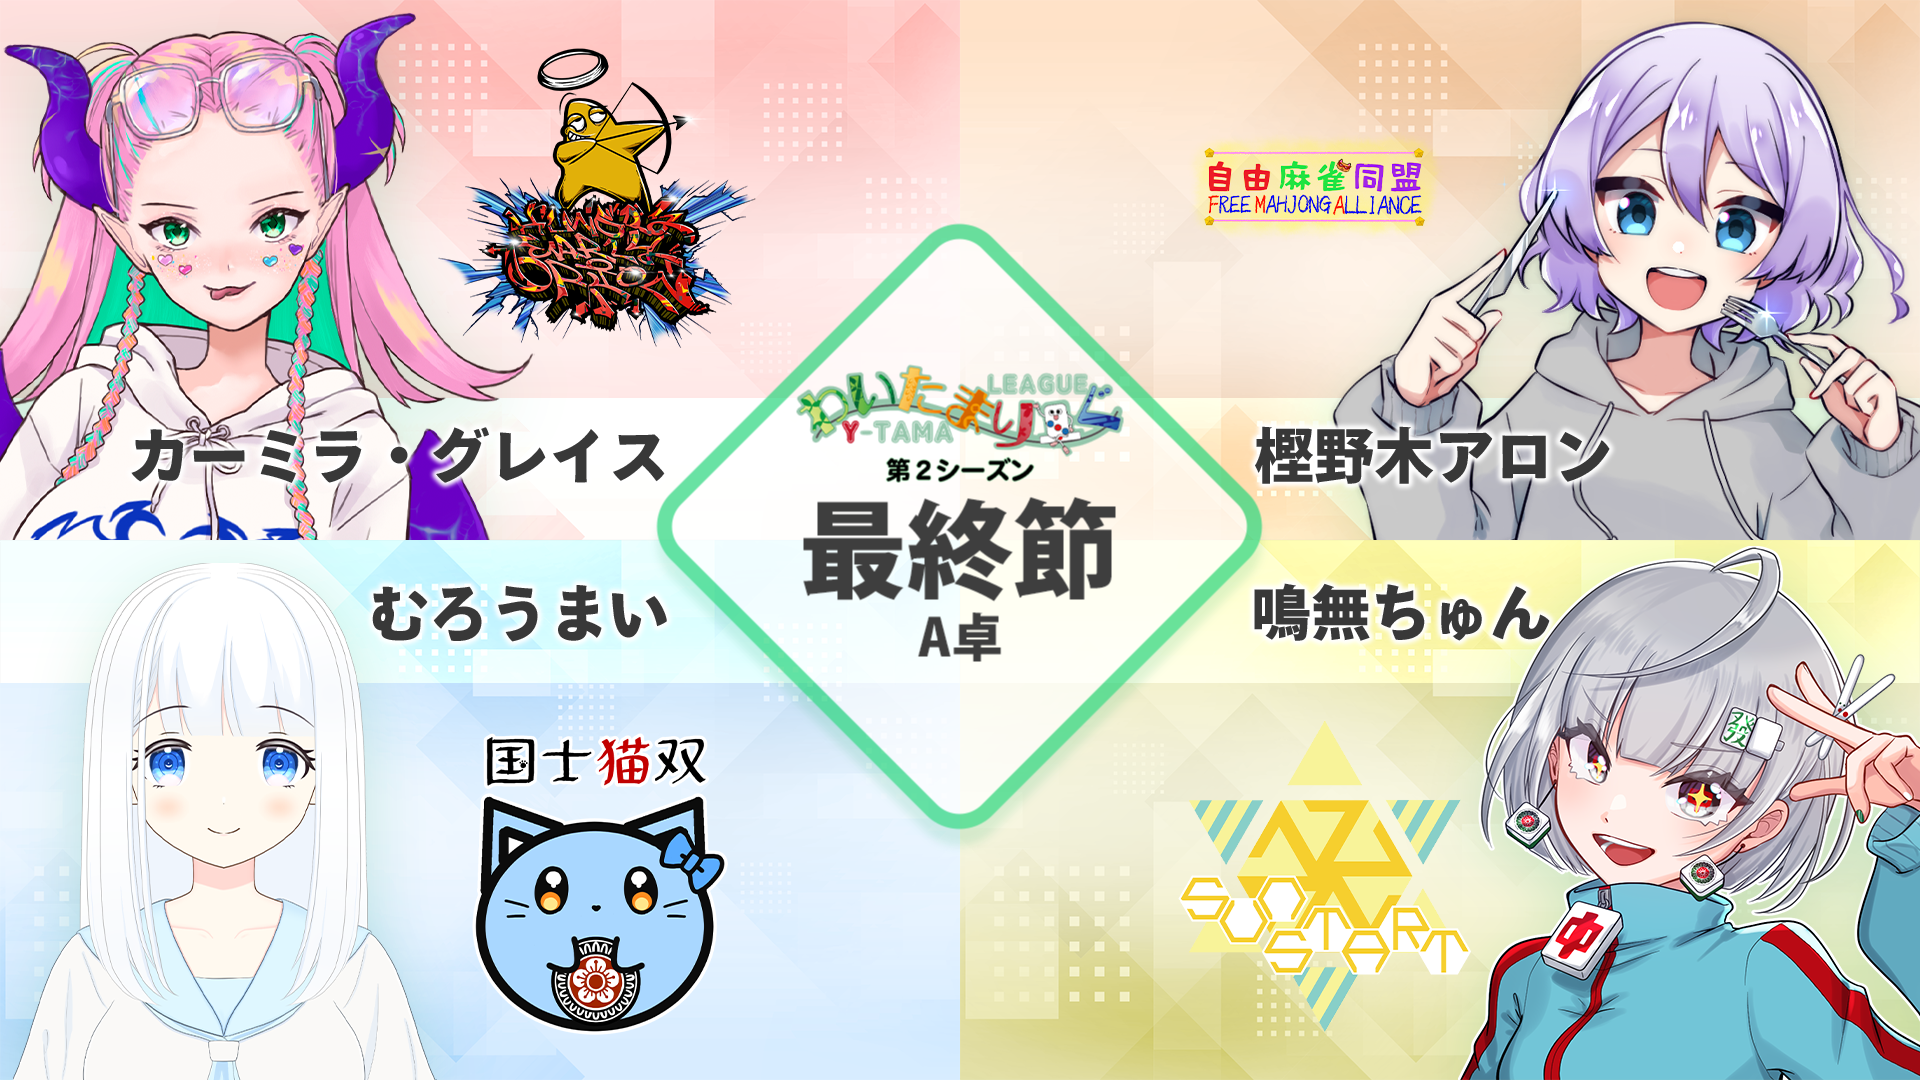 自由麻雀同盟
FREE MAHJONG ALLIANCE
わいたまりーぐ
LEAGUE
Y-TAMA
第2シーズン
最終節
A卓
カーミラ・グレイス
樫野木アロン
むろうまい
鳴無ちゅん
国士猫双
AZK
SUQSTART
發
中